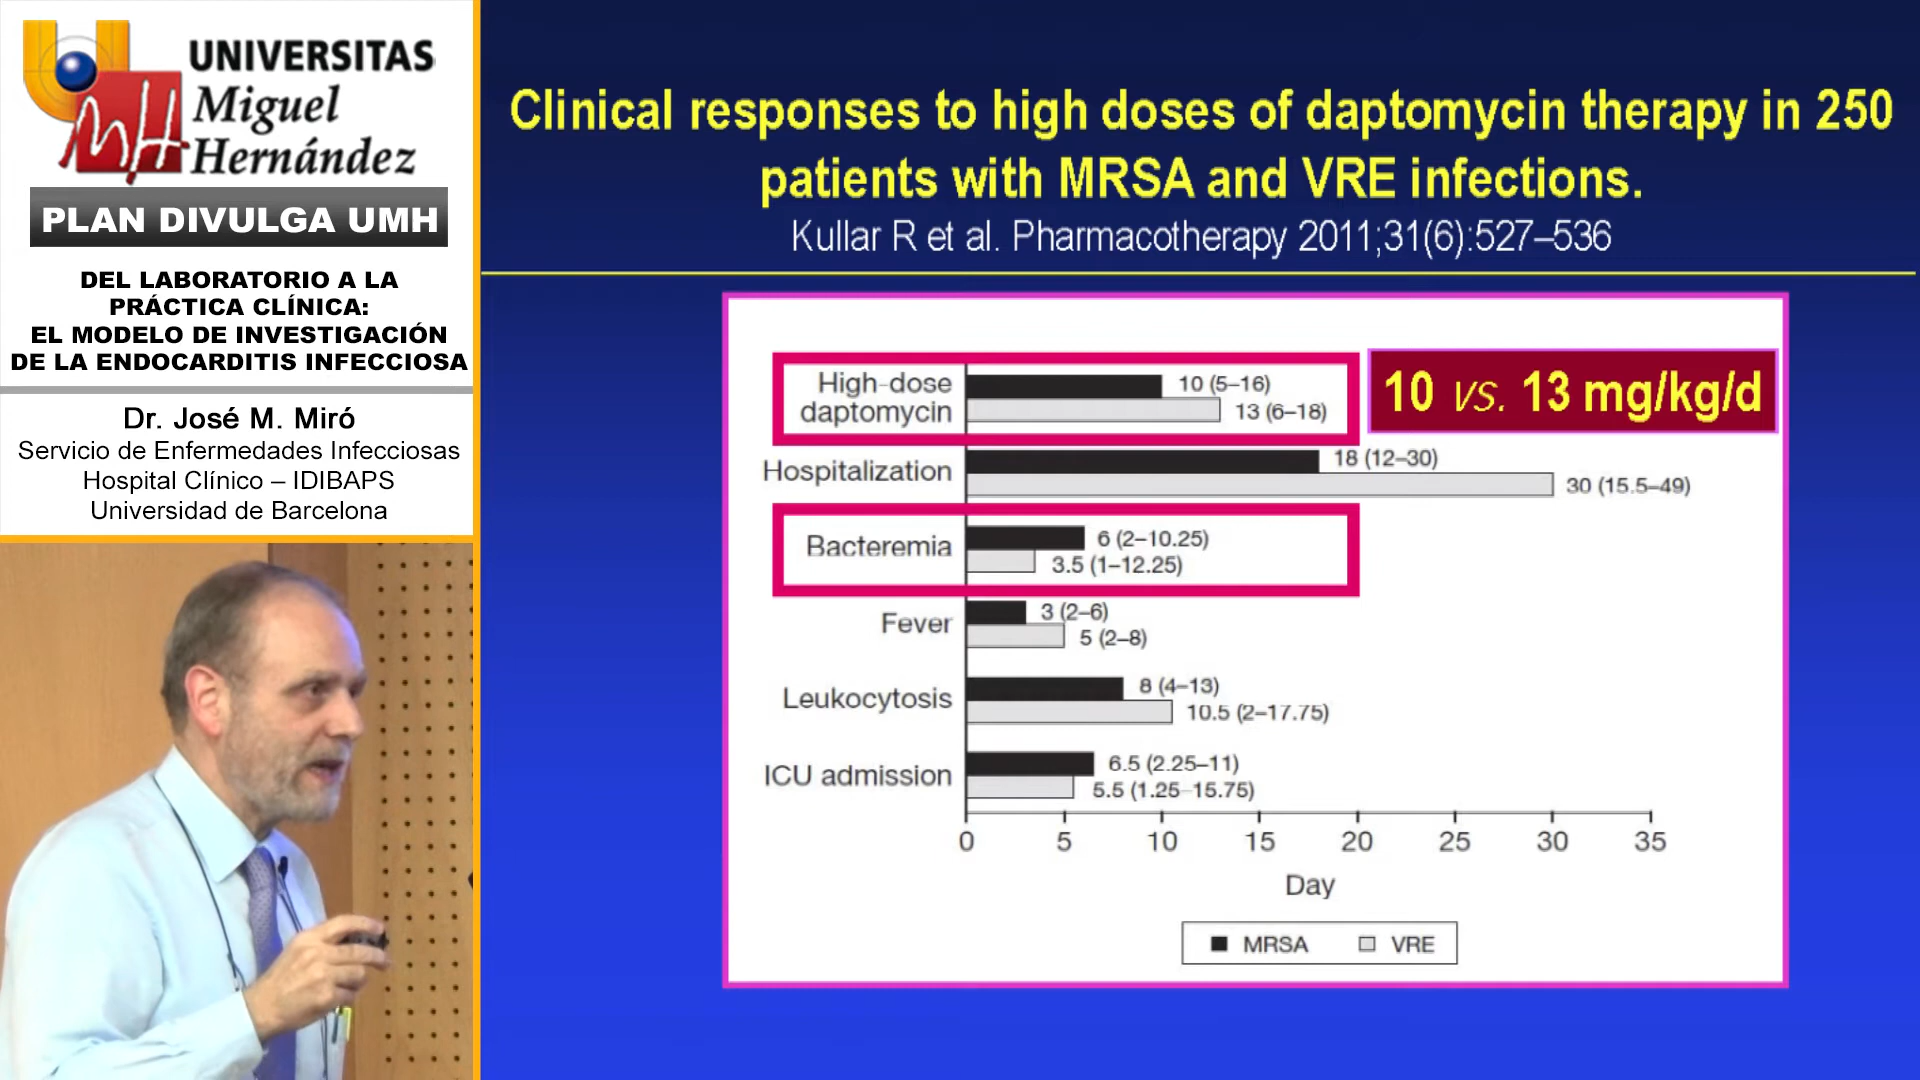 UNIVERSITAS
Miguel
Hernández
PLAN DIVULGA UMH
DEL LABORATORIO A LA
PRÁCTICA CLÍNICA:
EL MODELO DE INVESTIGACIÓN
DE LA ENDOCARDITIS INFECCIOSA
Dr. José M. Miró
Servicio de Enfermedades Infecciosas
Hospital Clínico – IDIBAPS
Universidad de Barcelona
Clinical responses to high doses of daptomycin therapy in 250
patients with MRSA and VRE infections.
Kullar R et al. Pharmacotherapy 2011;31(6):527–536
10 vs. 13 mg/kg/d
High-dose
daptomycin
10 (5–16)
13 (6–18)
Hospitalization
18 (12–30)
30 (15.5–49)
Bacteremia
6 (2–10.25)
3.5 (1–12.25)
Fever
3 (2–6)
5 (2–8)
Leukocytosis
8 (4–13)
10.5 (2–17.75)
ICU admission
6.5 (2.25–11)
5.5 (1.25–15.75)
0 5 10 15 20 25 30 35
Day
MRSA VRE